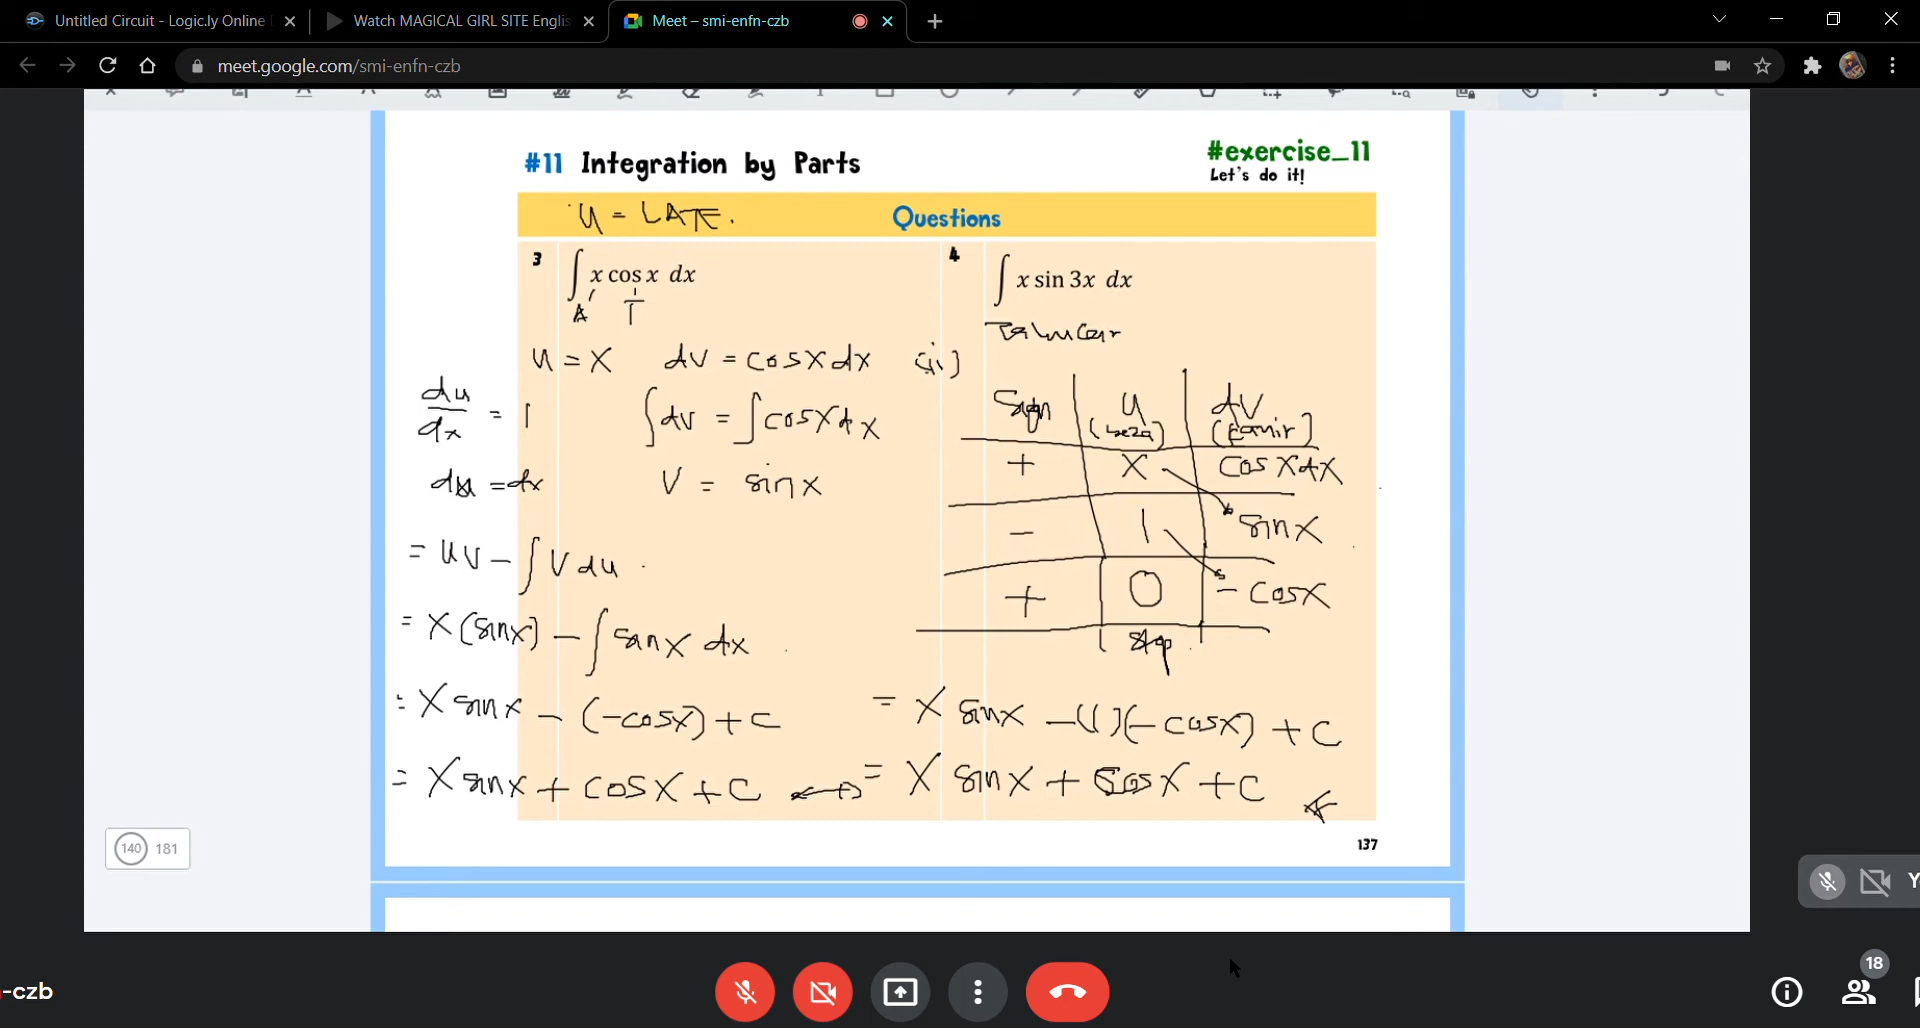 Untitled Circuit - Logic.ly Online
Watch MAGICAL GIRL SITE Englis
Meet – smi-enfn-czb
meet.google.com/smi-enfn-czb
#11 Integration by Parts
#exercise_11
Let's do it!
U = LATE.
Questions
3
∫ x cos x dx
A T
u = x dv = cos x dx
du/dx = 1 ∫dv = ∫cos x dx
du = dx v = sin x
= uv - ∫v du
= x (sin x) - ∫ sin x dx
= x sin x - (-cos x) + c
= x sin x + cos x + c
4
∫ x sin 3x dx
(ii)
Sign u dv
(beza) (kamir)
+ x cos x dx
- 1 sin x
+ 0 - cos x
stop
= x sin x - (1)(- cos x) + c
= x sin x + cos x + c
137
140 181
-czb
18